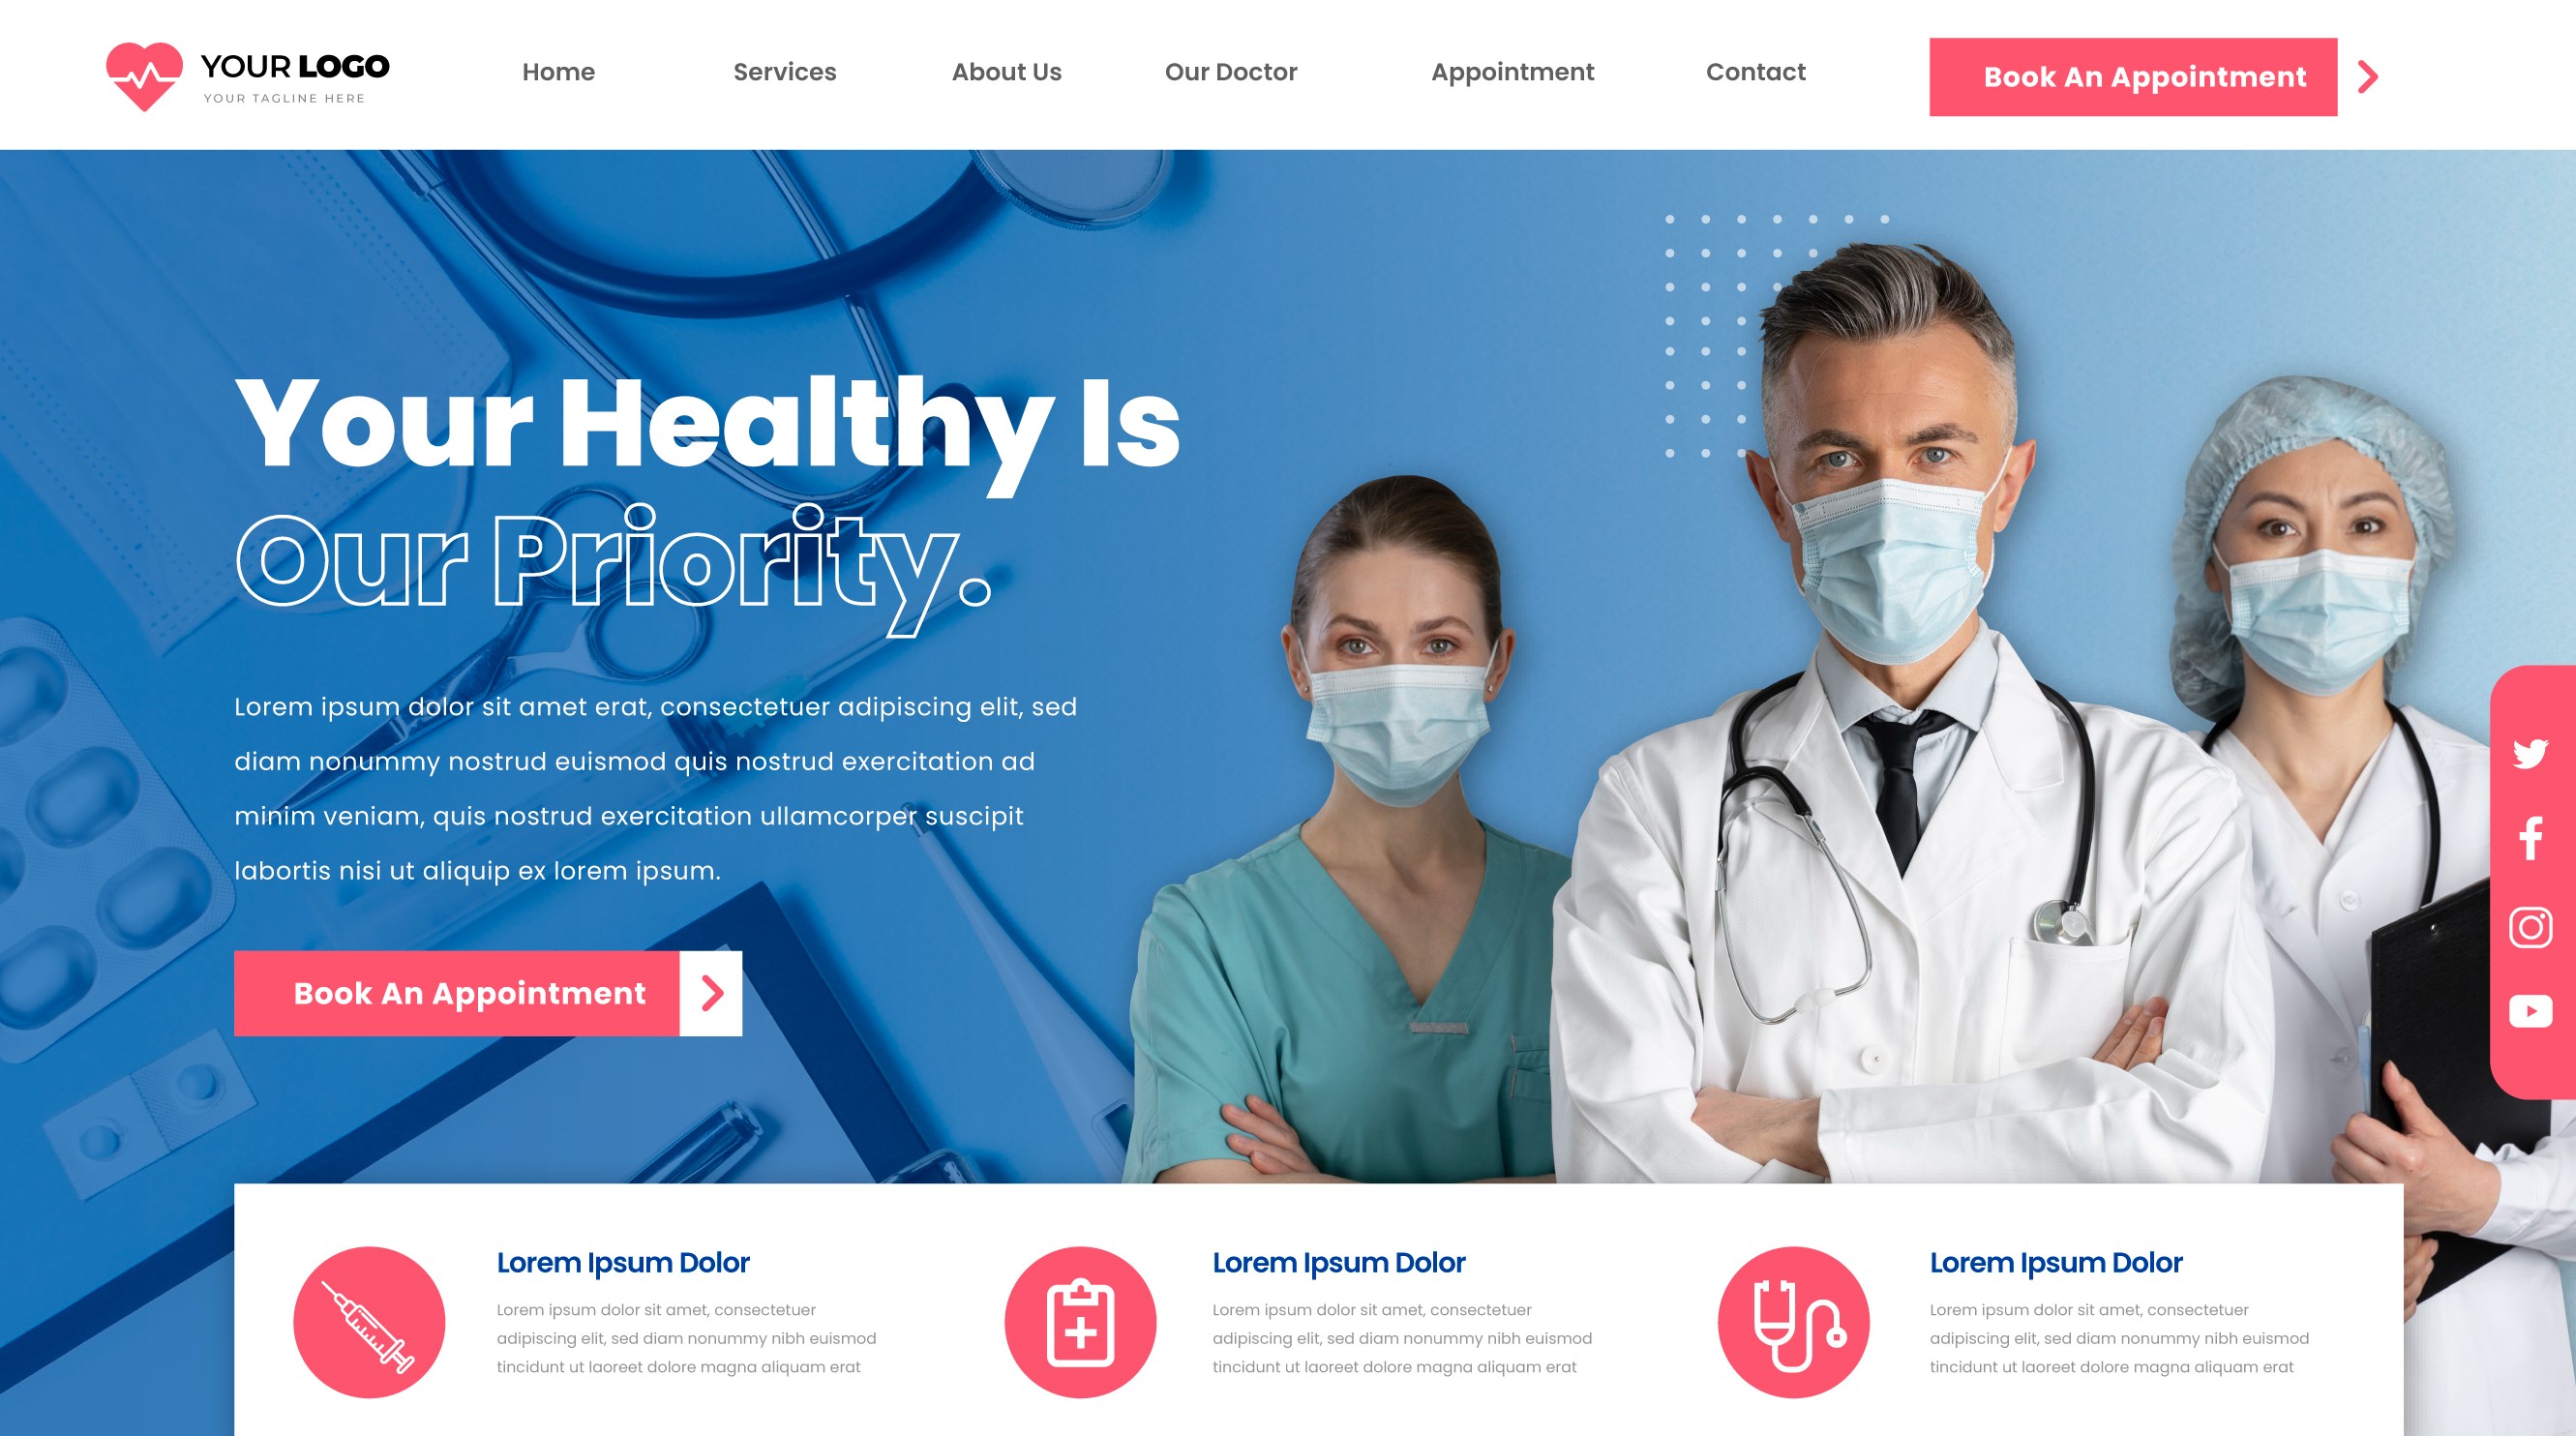 YOUR LOGO
YOUR TAGLINE HERE
Home
Services
About Us
Our Doctor
Appointment
Contact
Book An Appointment
Your Healthy Is
Our Priority.
Lorem ipsum dolor sit amet erat, consectetuer adipiscing elit, sed
diam nonummy nostrud euismod quis nostrud exercitation ad
minim veniam, quis nostrud exercitation ullamcorper suscipit
labortis nisi ut aliquip ex lorem ipsum.
Book An Appointment
Lorem Ipsum Dolor
Lorem ipsum dolor sit amet, consectetuer
adipiscing elit, sed diam nonummy nibh euismod
tincidunt ut laoreet dolore magna aliquam erat
Lorem Ipsum Dolor
Lorem ipsum dolor sit amet, consectetuer
adipiscing elit, sed diam nonummy nibh euismod
tincidunt ut laoreet dolore magna aliquam erat
Lorem Ipsum Dolor
Lorem ipsum dolor sit amet, consectetuer
adipiscing elit, sed diam nonummy nibh euismod
tincidunt ut laoreet dolore magna aliquam erat